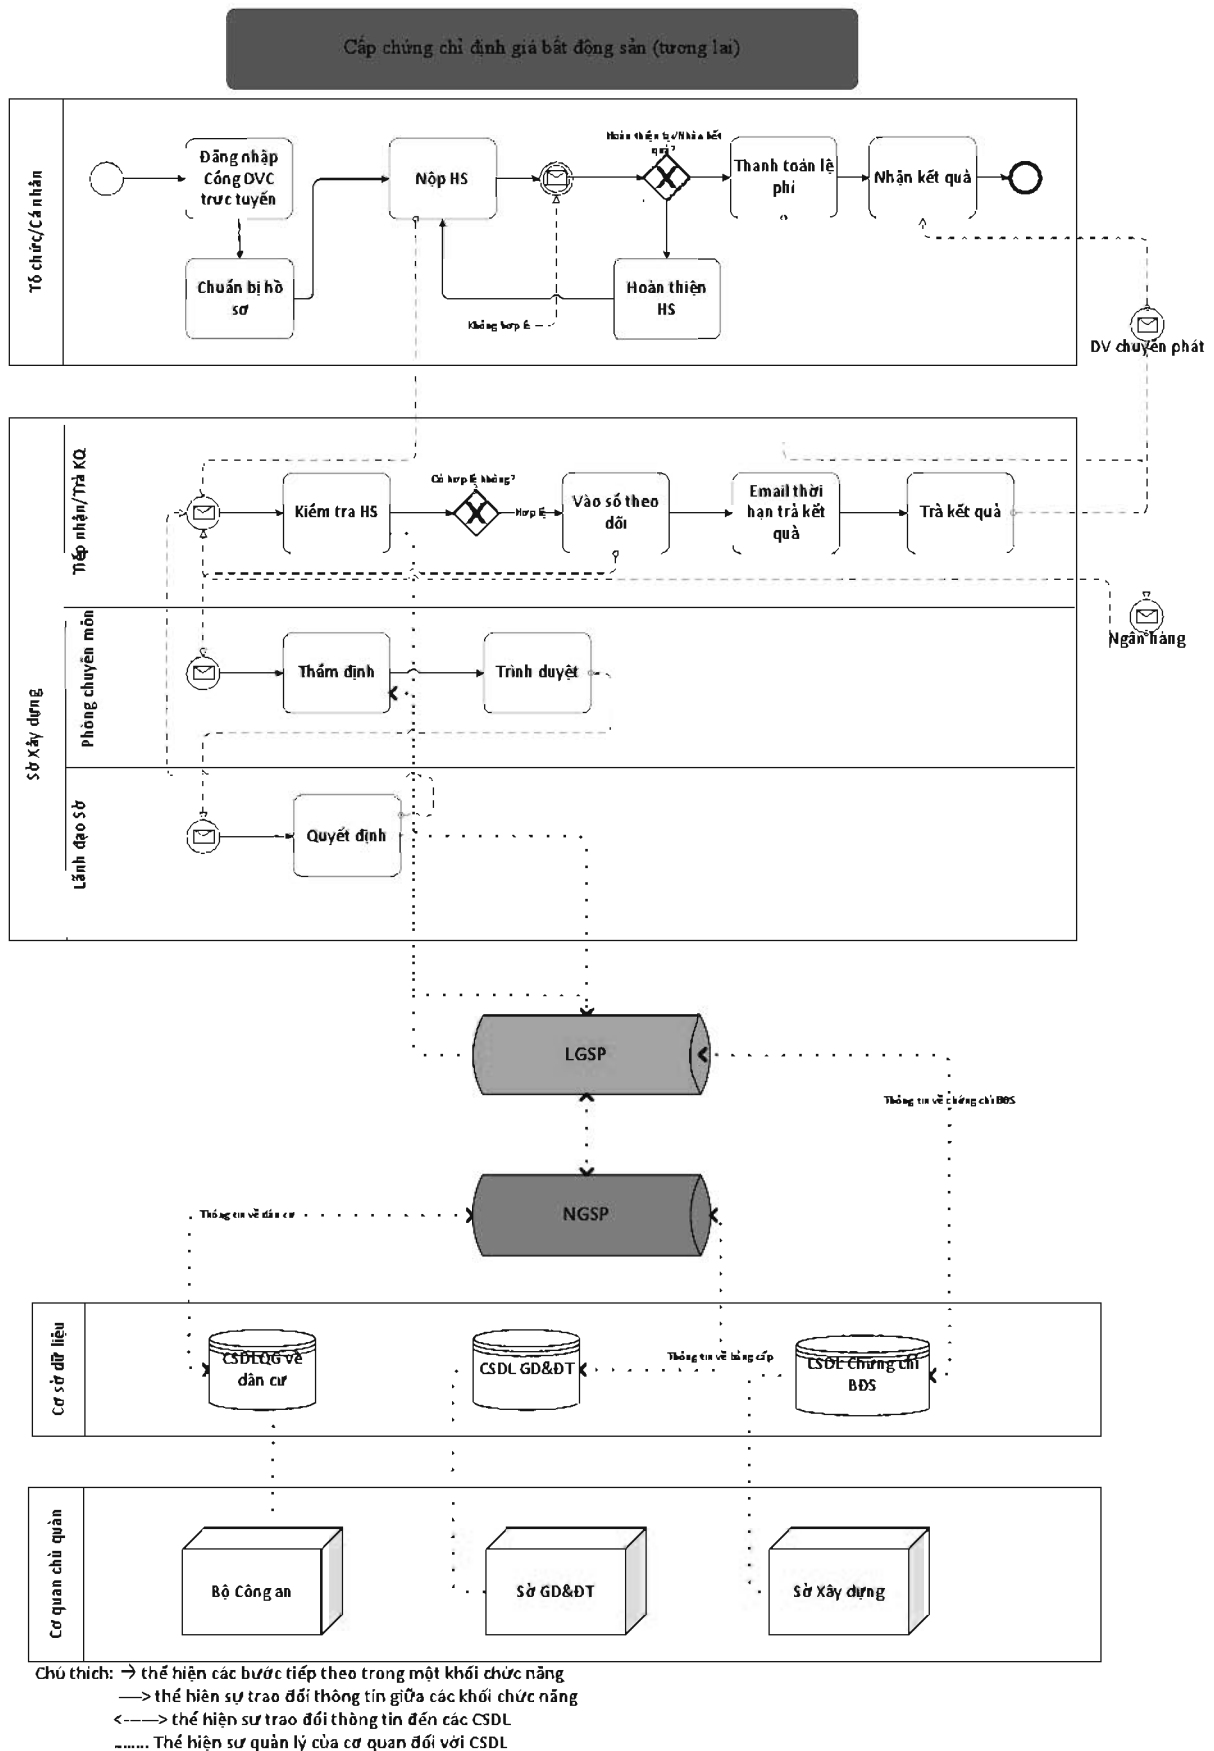 Cấp chứng chỉ định giá bất động sản (tương lai)
Tổ chức/Cá nhân
Đăng nhập
Cổng DVC
trực tuyến
Chuẩn bị hồ
sơ
Nộp HS
Hoàn thiện hs/Nhận kết
quả?
Thanh toán lệ
phí
Nhận kết quả
Hoàn thiện
HS
Không hợp lệ
DV chuyển phát
Sở Xây dựng
Tiếp nhận/Trả KQ
Kiểm tra HS
Có hợp lệ không?
Hợp lệ
Vào sổ theo
dõi
Email thời
hạn trả kết
quả
Trả kết quả
Ngân hàng
Phòng chuyên môn
Thẩm định
Trình duyệt
Lãnh đạo Sở
Quyết định
LGSP
Thông tin về chứng chỉ BĐS
NGSP
Thông tin về dân cư
Cơ sở dữ liệu
CSDLQG về
dân cư
CSDL GD&ĐT
Thông tin về bằng cấp
CSDL Chứng chỉ
BĐS
Cơ quan chủ quản
Bộ Công an
Sở GD&ĐT
Sở Xây dựng
Chú thích: → thể hiện các bước tiếp theo trong một khối chức năng
----> thể hiện sự trao đổi thông tin giữa các khối chức năng
<------> thể hiện sự trao đổi thông tin đến các CSDL
........ Thể hiện sự quản lý của cơ quan đối với CSDL